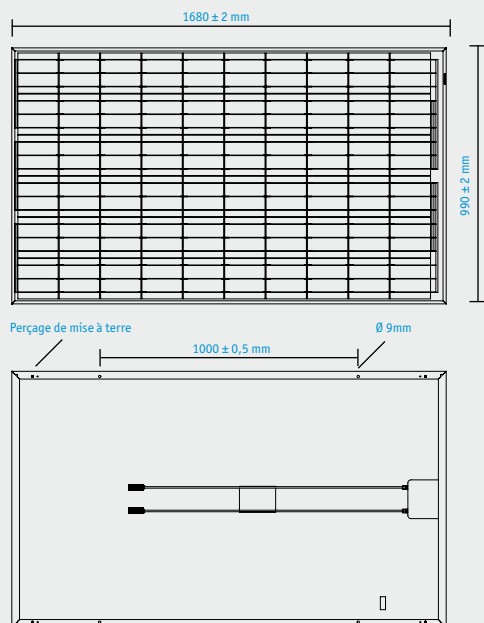 1680 ± 2 mm
990 ± 2 mm
Perçage de mise à terre
1000 ± 0,5 mm
Ø 9mm